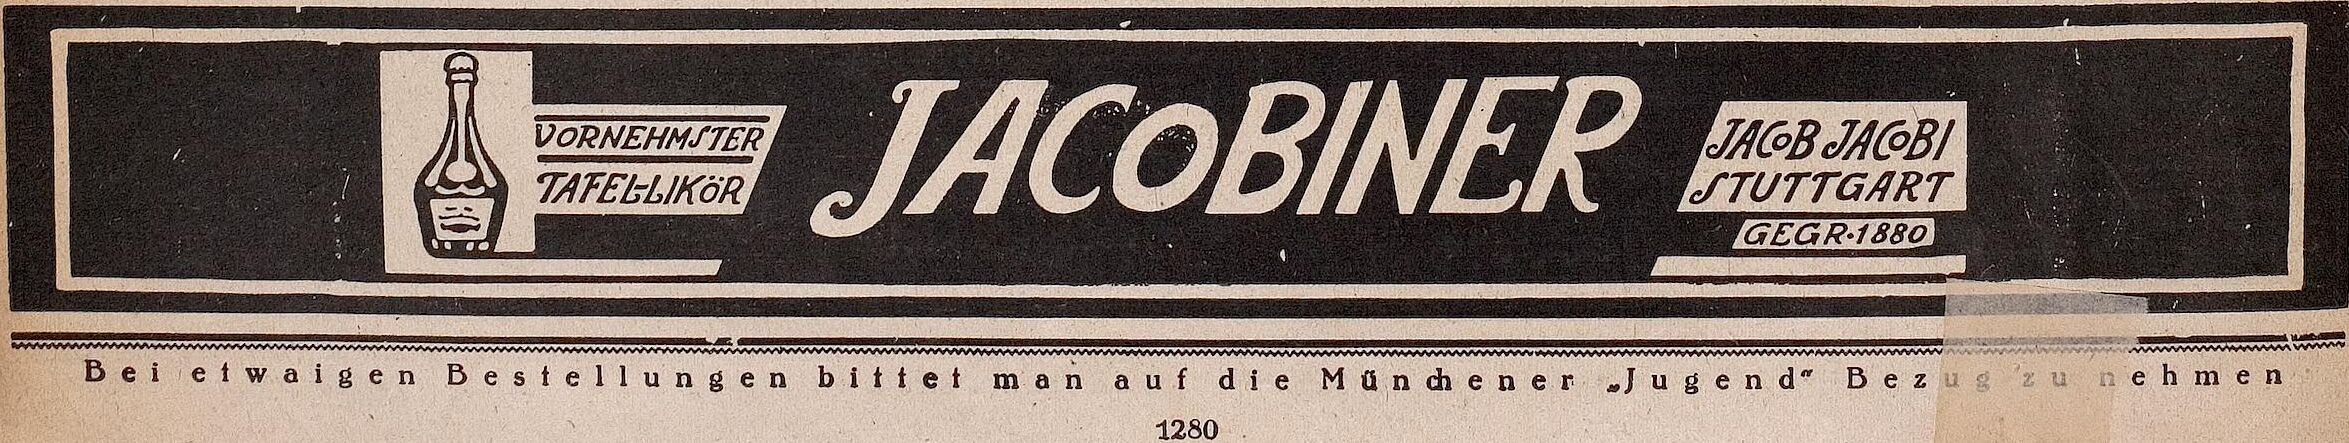 VORNEHMSTER
TAFEL-LIKÖR
JACOBINER
JACOB JACOBI
STUTTGART
GEGR·1880
Bei etwaigen Bestellungen bittet man auf die Münchener „Jugend“ Bezug zu nehmen
1280